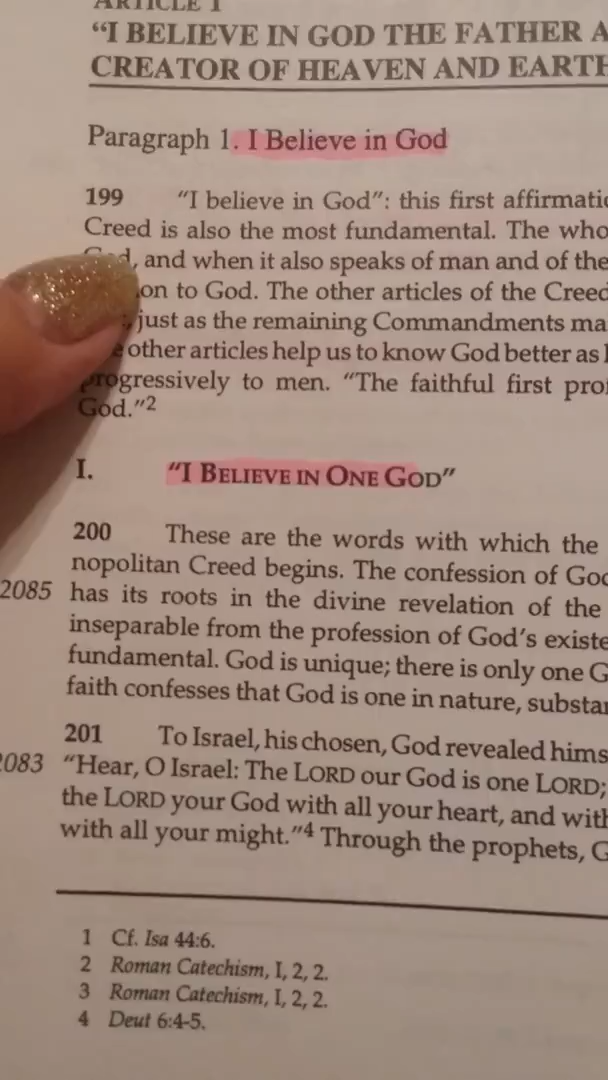 ARTICLE 1
“I BELIEVE IN GOD THE FATHER A
CREATOR OF HEAVEN AND EARTH
Paragraph 1. I Believe in God
199 “I believe in God”: this first affirmatio
Creed is also the most fundamental. The who
God, and when it also speaks of man and of the
on to God. The other articles of the Creed
just as the remaining Commandments ma
other articles help us to know God better as
progressively to men. “The faithful first pro
God.”2
I. “I BELIEVE IN ONE GOD”
200 These are the words with which the
nopolitan Creed begins. The confession of God
2085 has its roots in the divine revelation of the
inseparable from the profession of God’s existe
fundamental. God is unique; there is only one G
faith confesses that God is one in nature, substan
201 To Israel, his chosen, God revealed hims
2083 “Hear, O Israel: The LORD our God is one LORD;
the LORD your God with all your heart, and with
with all your might.”4 Through the prophets, G
1 Cf. Isa 44:6.
2 Roman Catechism, I, 2, 2.
3 Roman Catechism, I, 2, 2.
4 Deut 6:4-5.